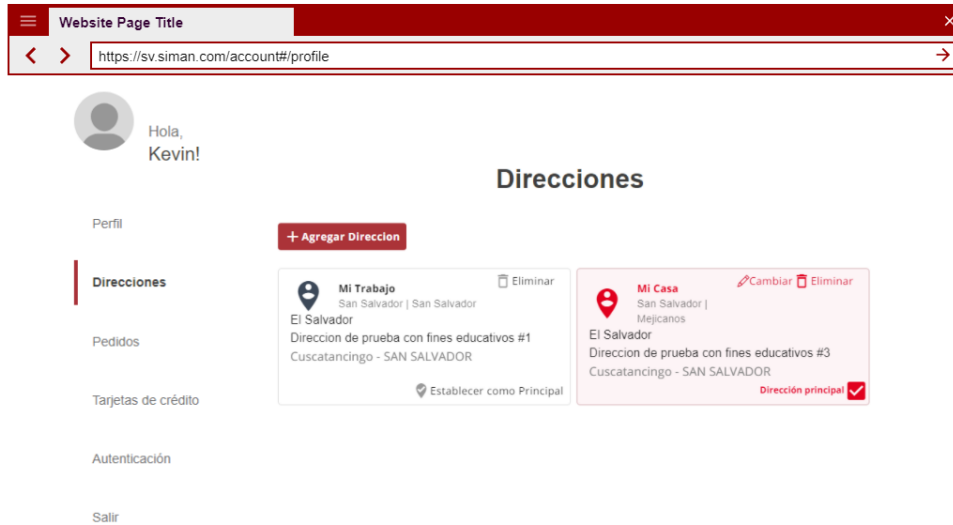 Website Page Title
https://sv.siman.com/account#/profile
Hola,
Kevin!
Direcciones
Perfil
Direcciones
Pedidos
Tarjetas de crédito
Autenticación
Salir
+ Agregar Direccion
Eliminar
Mi Trabajo
San Salvador | San Salvador
El Salvador
Direccion de prueba con fines educativos #1
Cuscatancingo - SAN SALVADOR
Establecer como Principal
Cambiar Eliminar
Mi Casa
San Salvador |
Mejicanos
El Salvador
Direccion de prueba con fines educativos #3
Cuscatancingo - SAN SALVADOR
Dirección principal